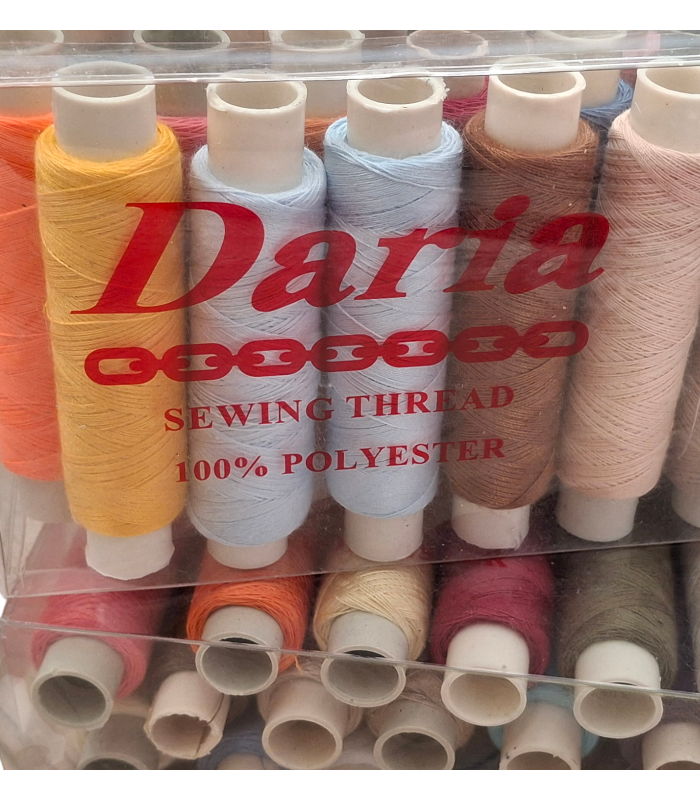 Daria
SEWING THREAD
100% POLYESTER